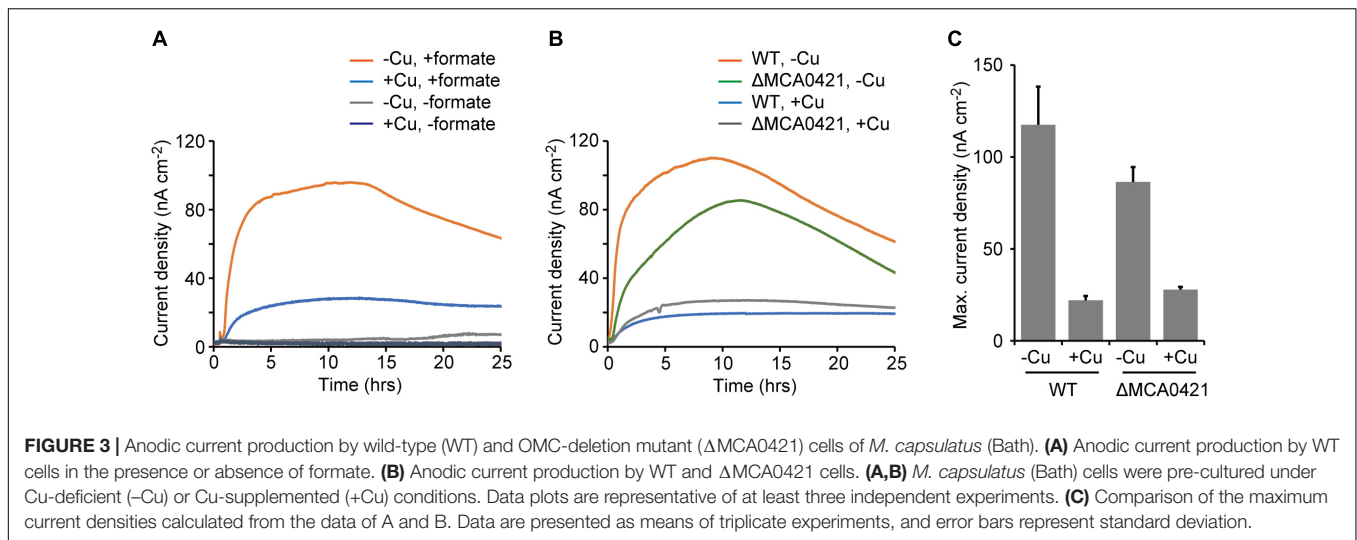 A
-Cu, +formate
+Cu, +formate
-Cu, -formate
+Cu, -formate
120
80
40
0
Current density (nA cm-2)
0 5 10 15 20 25
Time (hrs)
B
WT, -Cu
ΔMCA0421, -Cu
WT, +Cu
ΔMCA0421, +Cu
120
80
40
0
Current density (nA cm-2)
0 5 10 15 20 25
Time (hrs)
C
150
100
50
0
Max. current density (nA cm-2)
-Cu +Cu -Cu +Cu
WT ΔMCA0421
FIGURE 3 | Anodic current production by wild-type (WT) and OMC-deletion mutant (ΔMCA0421) cells of M. capsulatus (Bath). (A) Anodic current production by WT
cells in the presence or absence of formate. (B) Anodic current production by WT and ΔMCA0421 cells. (A,B) M. capsulatus (Bath) cells were pre-cultured under
Cu-deficient (–Cu) or Cu-supplemented (+Cu) conditions. Data plots are representative of at least three independent experiments. (C) Comparison of the maximum
current densities calculated from the data of A and B. Data are presented as means of triplicate experiments, and error bars represent standard deviation.